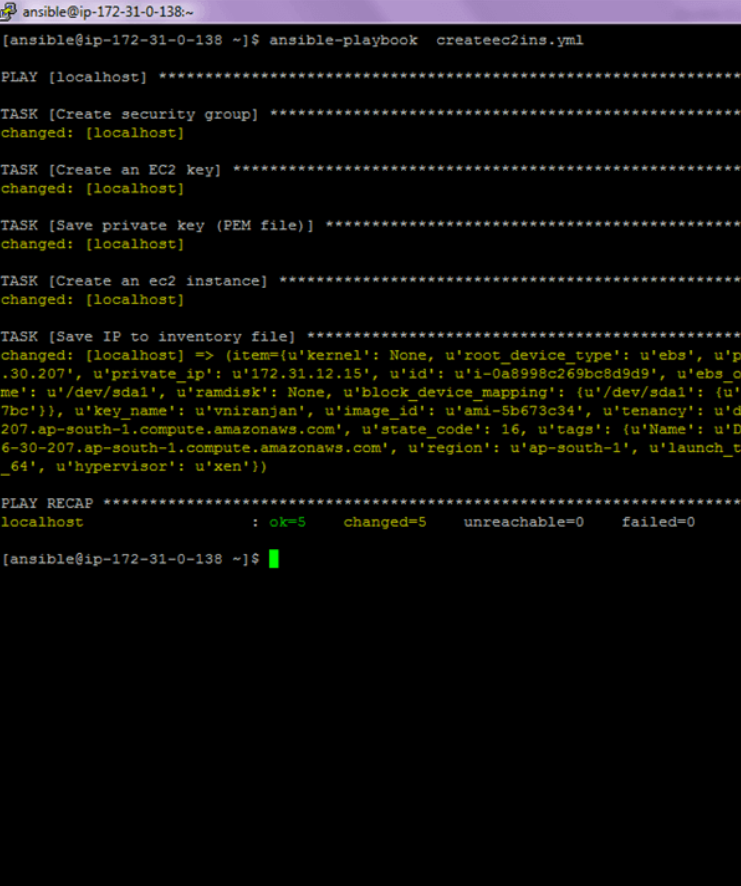 ansible@ip-172-31-0-138:~
[ansible@ip-172-31-0-138 ~]$ ansible-playbook  createec2ins.yml
PLAY [localhost] ***************************************************************
TASK [Create security group] ***************************************************
changed: [localhost]
TASK [Create an EC2 key] *******************************************************
changed: [localhost]
TASK [Save private key (PEM file)] *********************************************
changed: [localhost]
TASK [Create an ec2 instance] **************************************************
changed: [localhost]
TASK [Save IP to inventory file] ***********************************************
changed: [localhost] => (item={u'kernel': None, u'root_device_type': u'ebs', u'p
.30.207', u'private_ip': u'172.31.12.15', u'id': u'i-0a8998c269bc8d9d9', u'ebs_o
me': u'/dev/sda1', u'ramdisk': None, u'block_device_mapping': {u'/dev/sda1': {u'
7bc'}}, u'key_name': u'vniranjan', u'image_id': u'ami-5b673c34', u'tenancy': u'd
207.ap-south-1.compute.amazonaws.com', u'state_code': 16, u'tags': {u'Name': u'D
6-30-207.ap-south-1.compute.amazonaws.com', u'region': u'ap-south-1', u'launch_t
_64', u'hypervisor': u'xen'})
PLAY RECAP *********************************************************************
localhost                  : ok=5    changed=5    unreachable=0    failed=0
[ansible@ip-172-31-0-138 ~]$